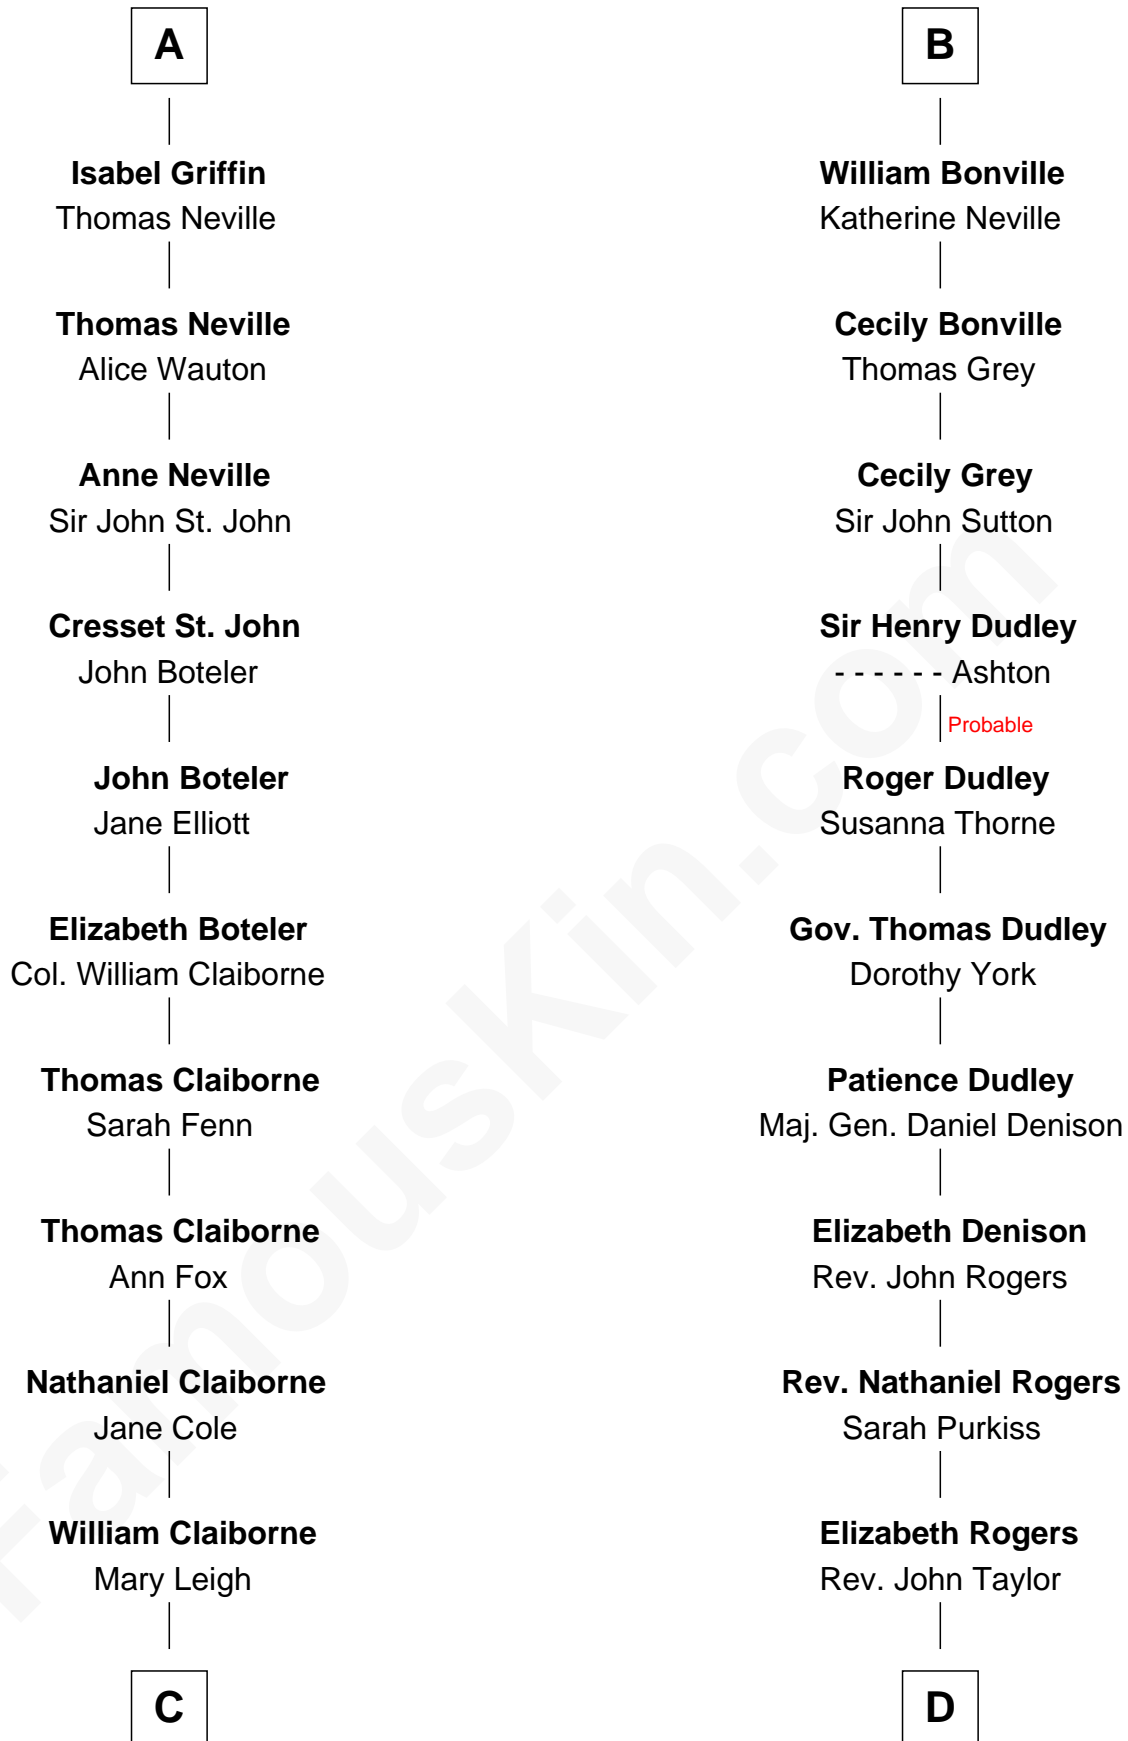 A
Isabel Griffin
Thomas Neville
Thomas Neville
Alice Wauton
Anne Neville
Sir John St. John
Cresset St. John
John Boteler
John Boteler
Jane Elliott
Elizabeth Boteler
Col. William Claiborne
Thomas Claiborne
Sarah Fenn
Thomas Claiborne
Ann Fox
Nathaniel Claiborne
Jane Cole
William Claiborne
Mary Leigh
C
B
William Bonville
Katherine Neville
Cecily Bonville
Thomas Grey
Cecily Grey
Sir John Sutton
Sir Henry Dudley
- - - - - - Ashton
Probable
Roger Dudley
Susanna Thorne
Gov. Thomas Dudley
Dorothy York
Patience Dudley
Maj. Gen. Daniel Denison
Elizabeth Denison
Rev. John Rogers
Rev. Nathaniel Rogers
Sarah Purkiss
Elizabeth Rogers
Rev. John Taylor
D
FamousKin.com